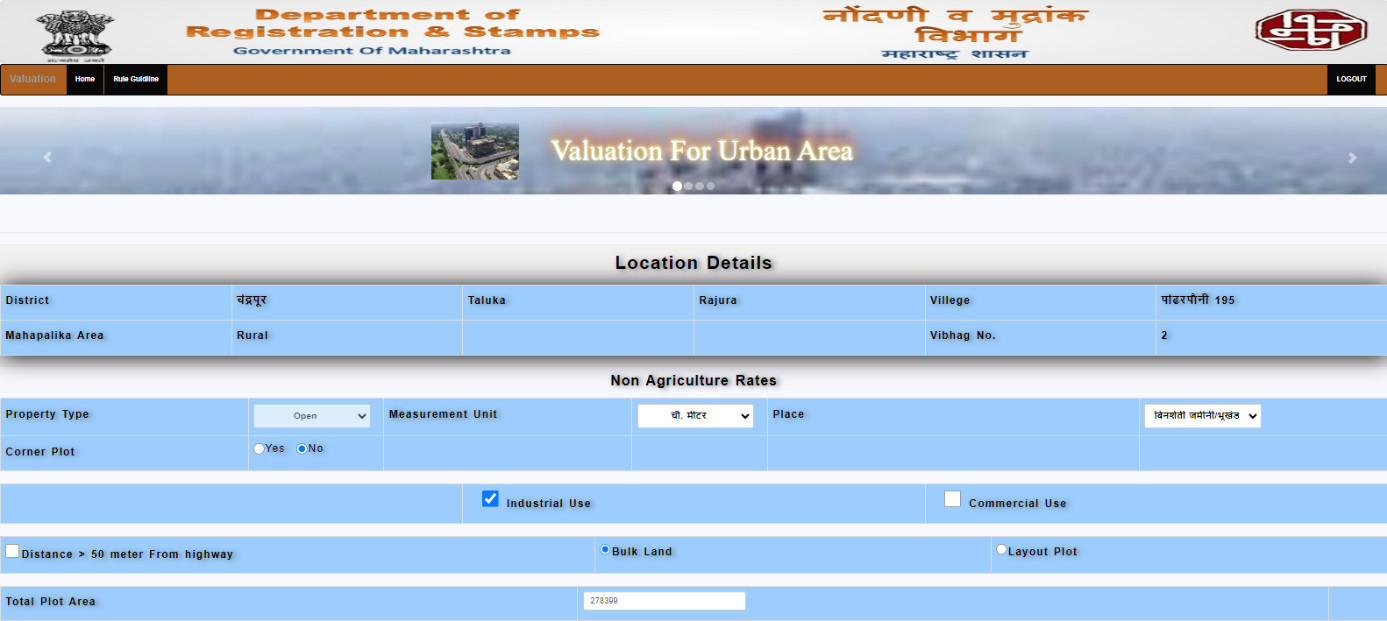 Department of
Registration & Stamps
Government Of Maharashtra
नोंदणी व मुद्रांक
विभाग
महाराष्ट्र शासन
सत्यमेव जयते
Valuation Home Rule Guidline LOGOUT
Valuation For Urban Area
Location Details
District चंद्रपूर Taluka Rajura Villege पांढरपौनी 195
Mahapalika Area Rural Vibhag No. 2
Non Agriculture Rates
Property Type Open Measurement Unit चौ. मीटर Place बिनशेती जमीनी/भूखंड
Corner Plot Yes No
Industrial Use Commercial Use
Distance > 50 meter From highway Bulk Land Layout Plot
Total Plot Area 278399